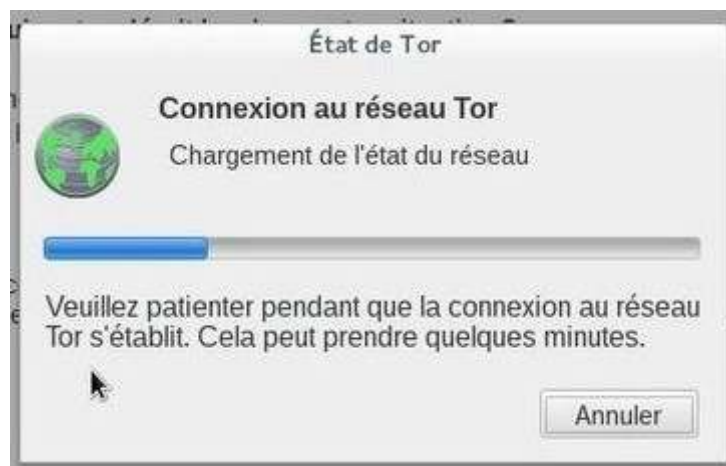 État de Tor
Connexion au réseau Tor
Chargement de l'état du réseau
Veuillez patienter pendant que la connexion au réseau
Tor s'établit. Cela peut prendre quelques minutes.
Annuler